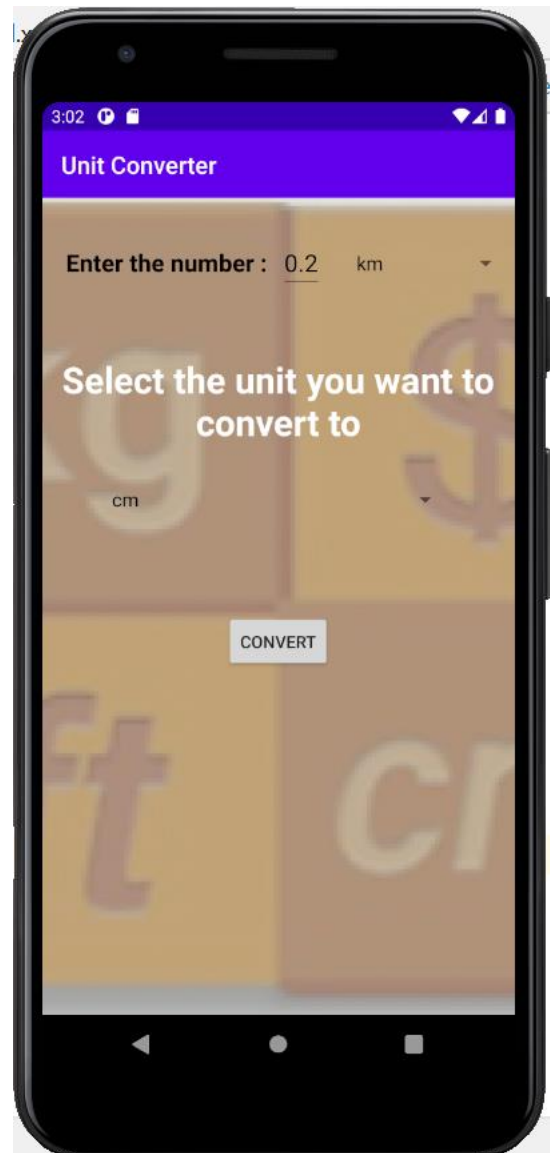 3:02
Unit Converter
Enter the number : 0.2 km
Select the unit you want to
convert to
cm
CONVERT
kg $
ft